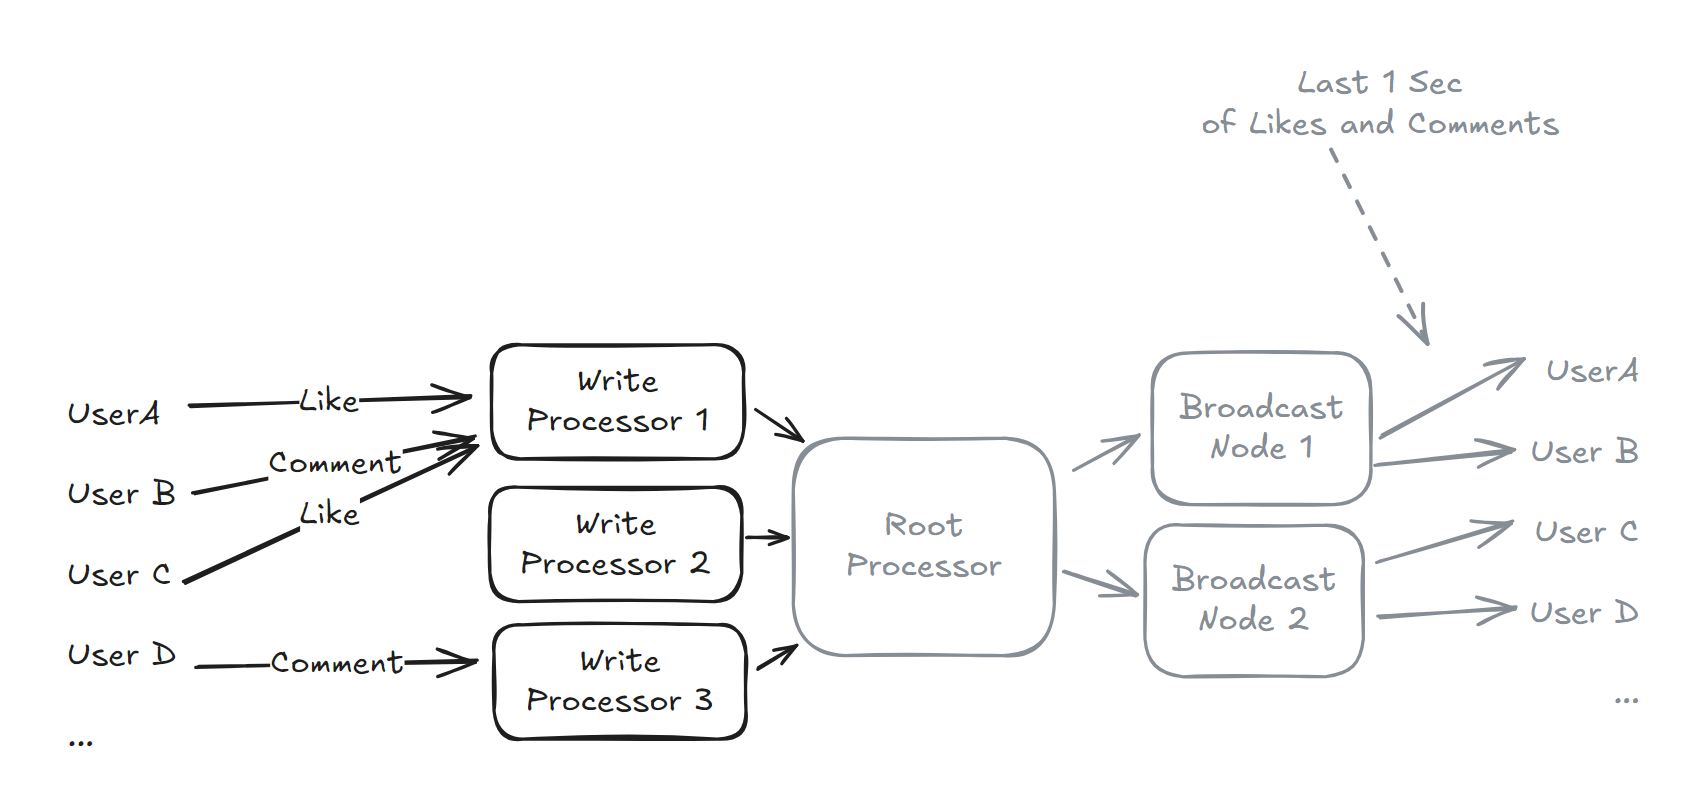 Last 1 Sec
of Likes and Comments
UserA
Like
Write
Processor 1
User B
Comment
User C
Like
Write
Processor 2
User D
Comment
Write
Processor 3
...
Root
Processor
Broadcast
Node 1
Broadcast
Node 2
UserA
User B
User C
User D
...